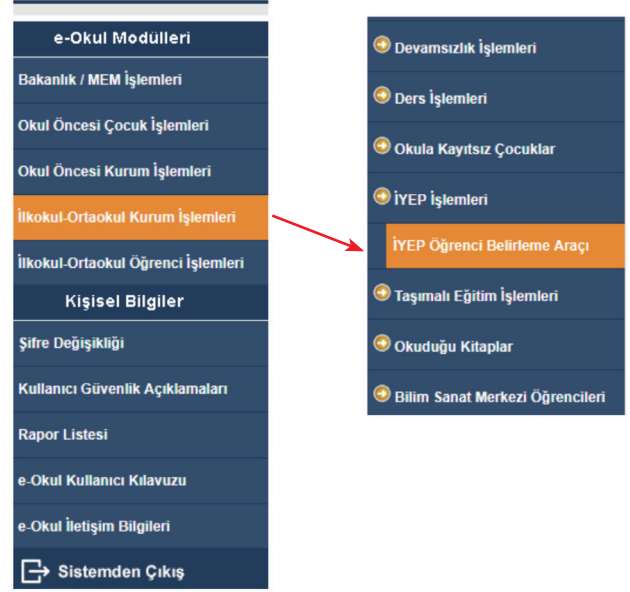 e-Okul Modülleri
Bakanlık / MEM İşlemleri
Okul Öncesi Çocuk İşlemleri
Okul Öncesi Kurum İşlemleri
İlkokul-Ortaokul Kurum İşlemleri
İlkokul-Ortaokul Öğrenci İşlemleri
Kişisel Bilgiler
Şifre Değişikliği
Kullanıcı Güvenlik Açıklamaları
Rapor Listesi
e-Okul Kullanıcı Kılavuzu
e-Okul İletişim Bilgileri
Sistemden Çıkış
Devamsızlık İşlemleri
Ders İşlemleri
Okula Kayıtsız Çocuklar
İYEP İşlemleri
İYEP Öğrenci Belirleme Aracı
Taşımalı Eğitim İşlemleri
Okuduğu Kitaplar
Bilim Sanat Merkezi Öğrencileri